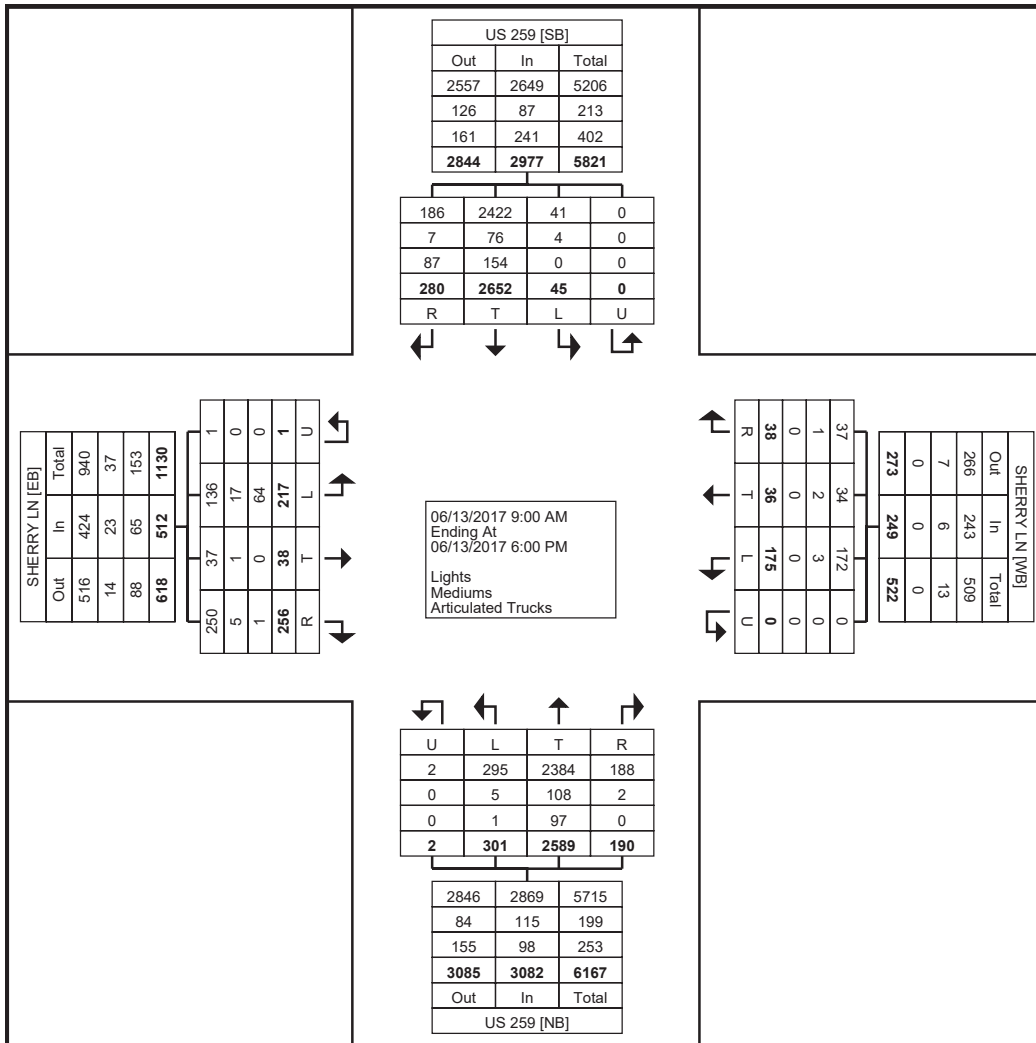 US 259 [SB]
Out In Total
2557 2649 5206
126 87 213
161 241 402
2844 2977 5821
186 2422 41 0
7 76 4 0
87 154 0 0
280 2652 45 0
R T L U
SHERRY LN [EB]
Total In Out
940 424 516
37 23 14
153 65 88
1130 512 618
1 136 37 250
0 17 1 5
0 64 0 1
1 217 38 256
U L T R
06/13/2017 9:00 AM
Ending At
06/13/2017 6:00 PM
Lights
Mediums
Articulated Trucks
R T L U
38 36 175 0
0 0 0 0
1 2 3 0
37 34 172 0
SHERRY LN [WB]
Out In Total
266 243 509
7 6 13
0 0 0
273 249 522
U L T R
2 295 2384 188
0 5 108 2
0 1 97 0
2 301 2589 190
2846 2869 5715
84 115 199
155 98 253
3085 3082 6167
Out In Total
US 259 [NB]